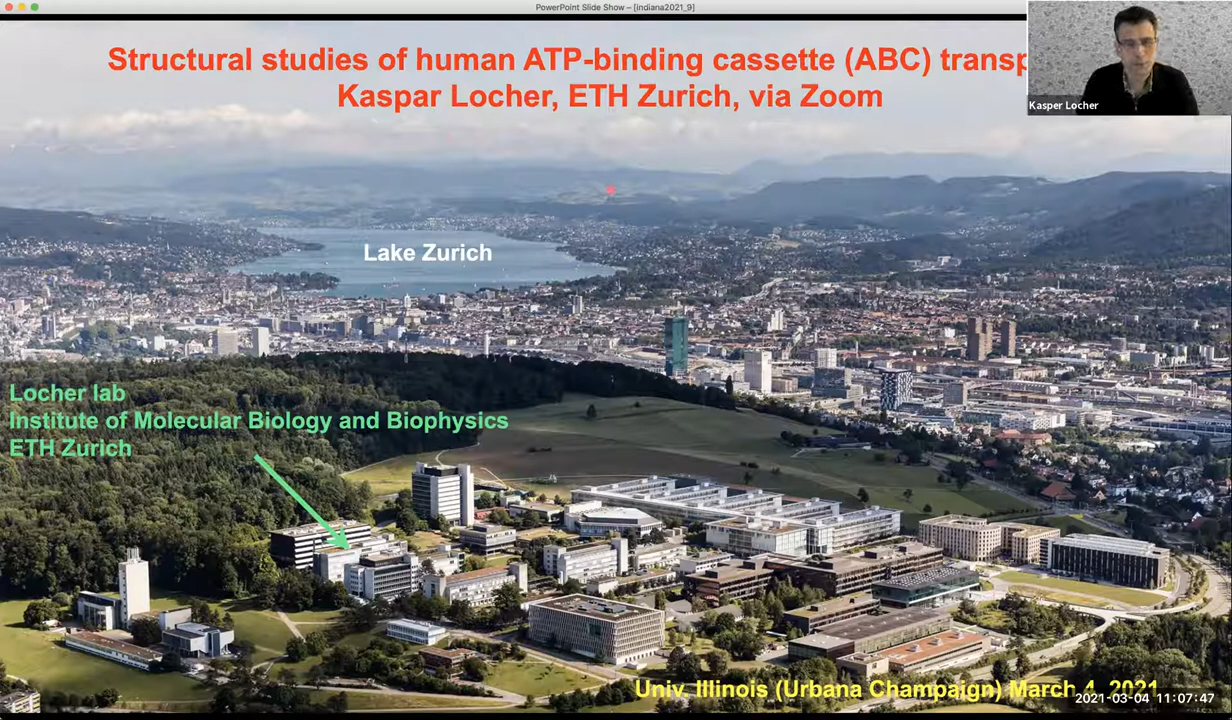 PowerPoint Slide Show – [indiana2021_9]
Structural studies of human ATP-binding cassette (ABC) transp
Kaspar Locher, ETH Zurich, via Zoom
Kasper Locher
Lake Zurich
Locher lab
Institute of Molecular Biology and Biophysics
ETH Zurich
Univ. Illinois (Urbana Champaign) March 4, 2021
2021-03-04 11:07:47